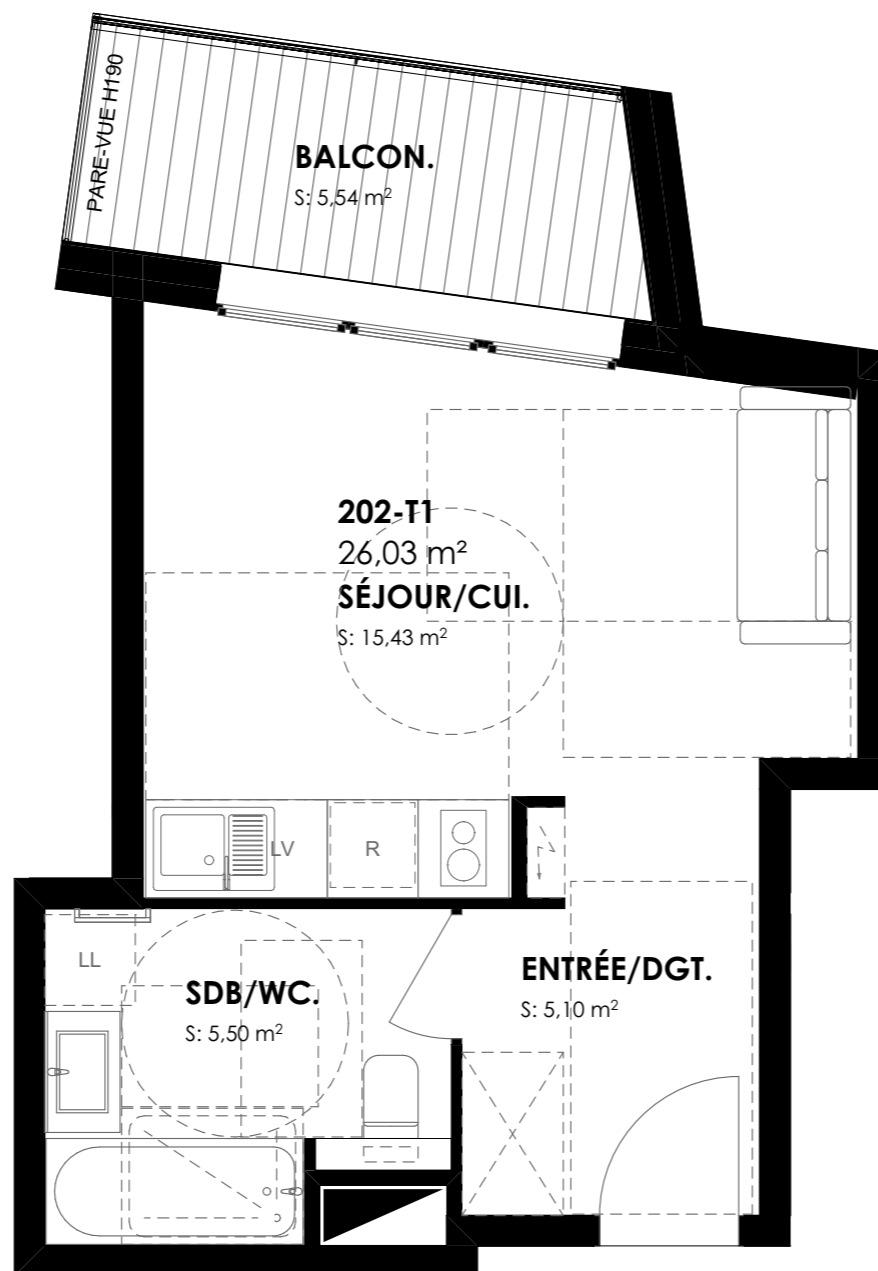 PARE-VUE H190
BALCON.
S: 5,54 m²
202-T1
26,03 m²
SÉJOUR/CUI.
S: 15,43 m²
LV
R
LL
SDB/WC.
S: 5,50 m²
ENTRÉE/DGT.
S: 5,10 m²
X